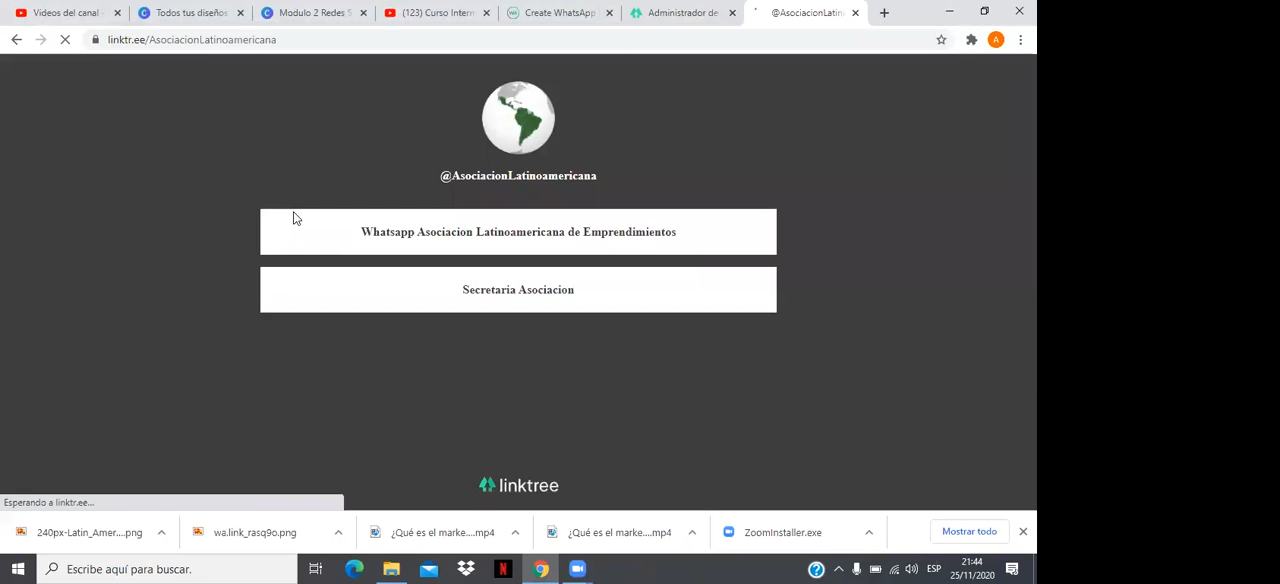 Videos del canal -
Todos tus diseños
Modulo 2 Redes S
(123) Curso Intern
Create WhatsApp
Administrador de
@AsociacionLatin
linktr.ee/AsociacionLatinoamericana
A
@AsociacionLatinoamericana
Whatsapp Asociacion Latinoamericana de Emprendimientos
Secretaria Asociacion
linktree
Esperando a linktr.ee...
240px-Latin_Amer....png
wa.link_rasq9o.png
¿Qué es el marke....mp4
¿Qué es el marke....mp4
ZoomInstaller.exe
Mostrar todo
Escribe aquí para buscar.
N
ESP
21:44
25/11/2020